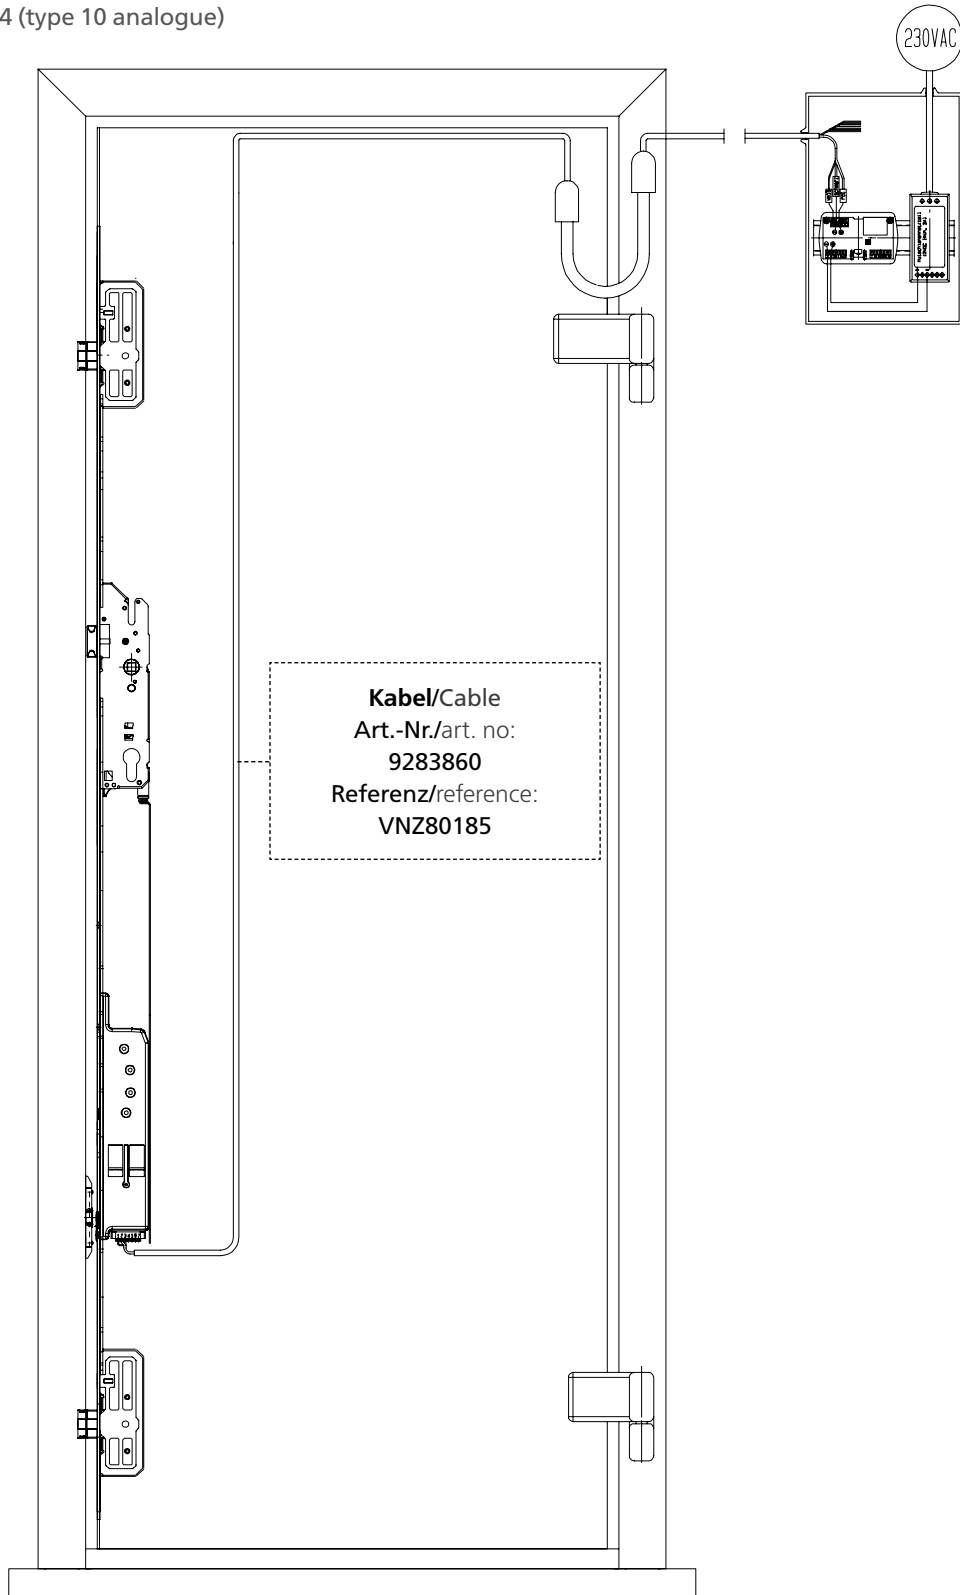 4 (type 10 analogue)
230VAC
Kabel/Cable
Art.-Nr./art. no:
9283860
Referenz/reference:
VNZ80185